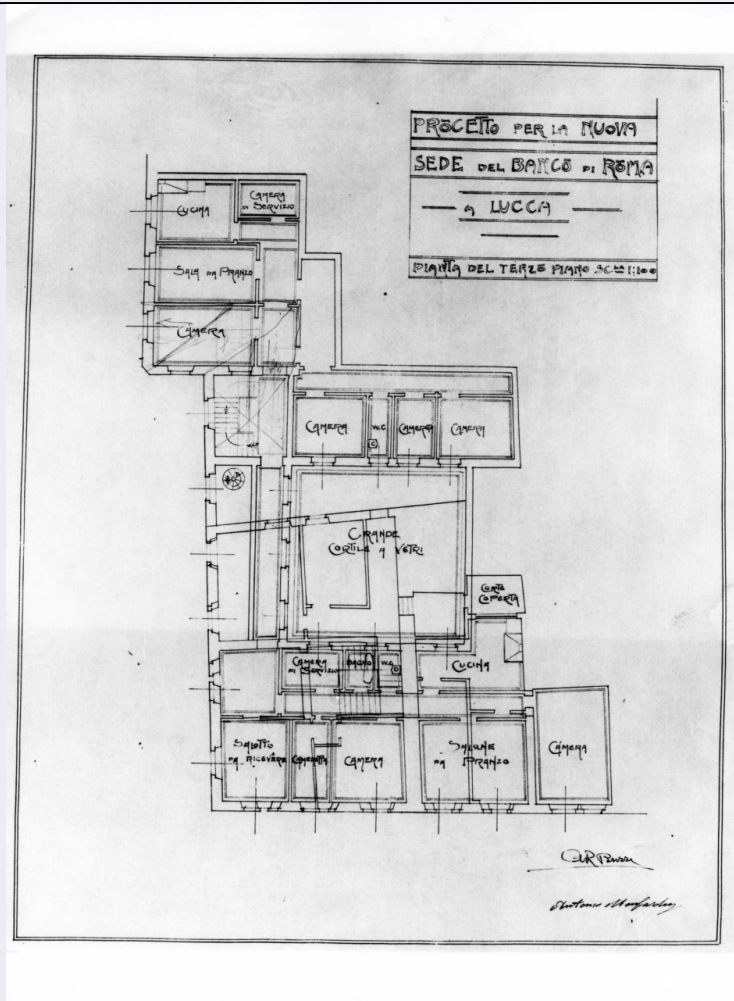 PROGETTO PER LA NUOVA
SEDE DEL BANCO DI ROMA
A LUCCA
PIANTA DEL TERZO PIANO SCALA 1:100
CUCINA
CAMERA
DI SERVIZIO
SALA DA PRANZO
CAMERA
CAMERA
W.C
CAMERA
CAMERA
GRANDE
CORTILE A VETRI
CORTE
COPERTA
CAMERA
DI SERVIZIO
BAGNO
W.C
CUCINA
SALOTTO
DA RICEVERE
CAMERETTA
CAMERA
SALONE
DA PRANZO
CAMERA